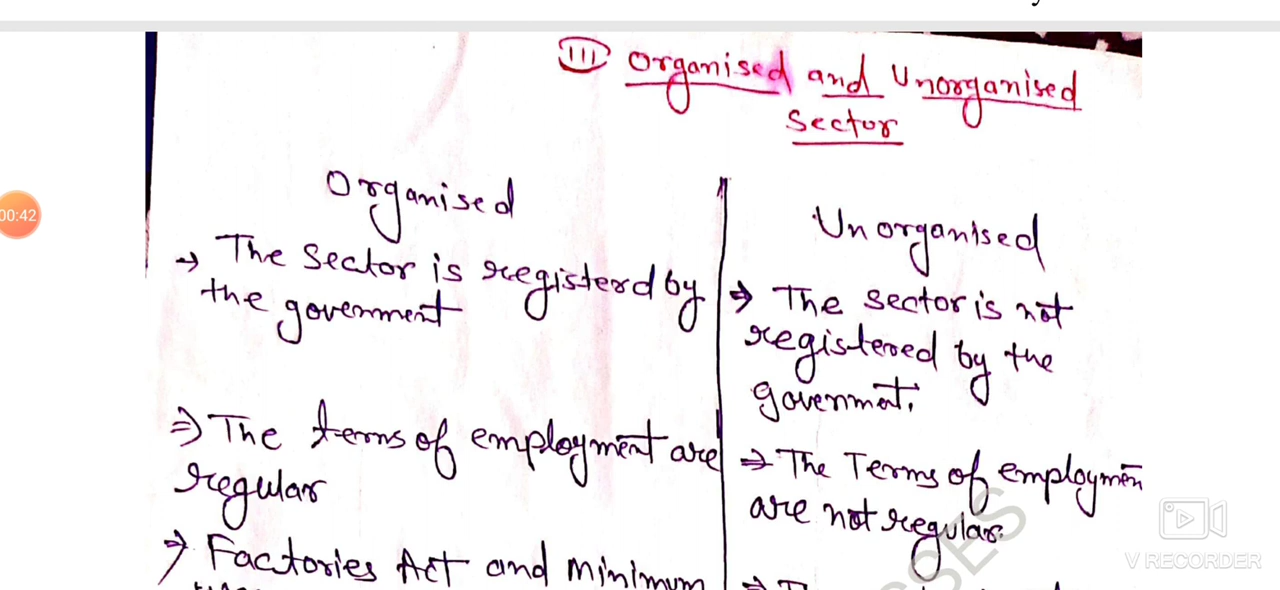 III Organised and Unorganised
Sector
Organised
→ The Sector is registerd by
the government
⇒ The terms of employment are
regular
⇒ Factories Act and minimum
Unorganised
⇒ The sector is not
registered by the
govenmat.
⇒ The Terms of employmen
are not regular.
00:42
V RECORDER